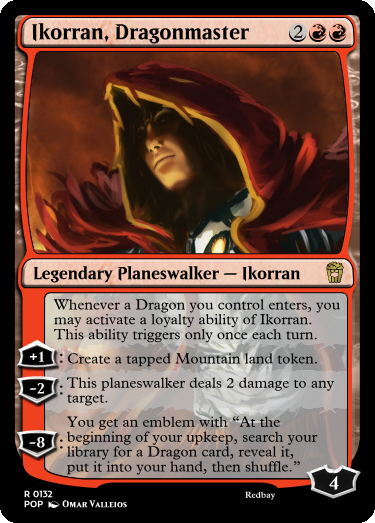 Ikorran, Dragonmaster 2
Legendary Planeswalker — Ikorran
Whenever a Dragon you control enters, you
may activate a loyalty ability of Ikorran.
This ability triggers only once each turn.
+1: Create a tapped Mountain land token.
-2: This planeswalker deals 2 damage to any
target.
You get an emblem with “At the
beginning of your upkeep, search your
-8: library for a Dragon card, reveal it,
put it into your hand, then shuffle.”
4
R 0132
Redbay
POP Omar Vallejos